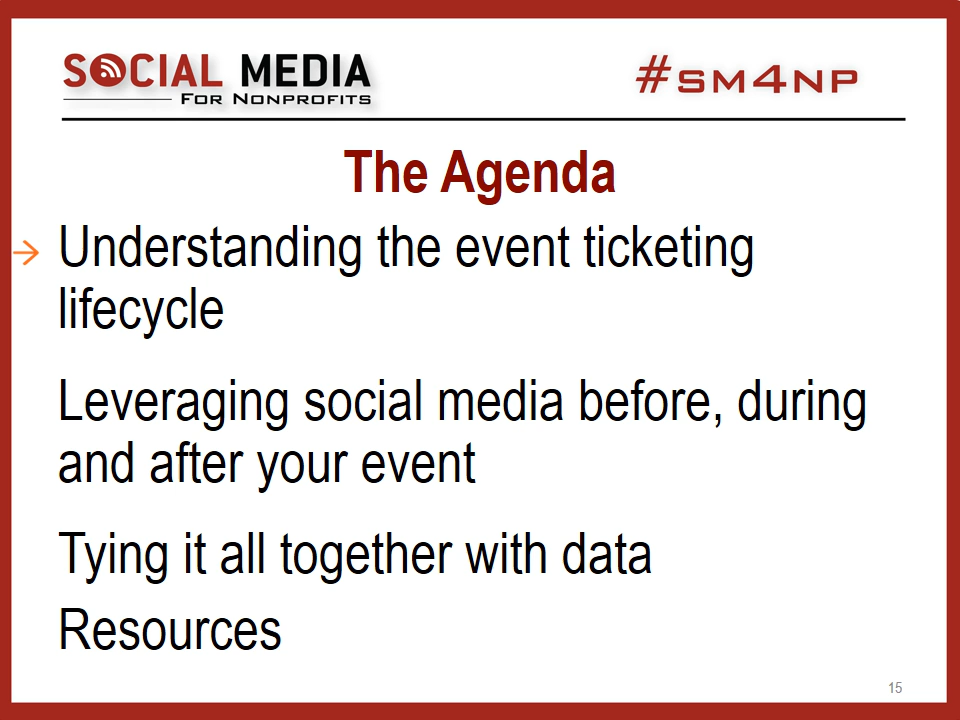 SOCIAL MEDIA
FOR NONPROFITS
#SM4NP
The Agenda
→ Understanding the event ticketing
lifecycle
Leveraging social media before, during
and after your event
Tying it all together with data
Resources
15